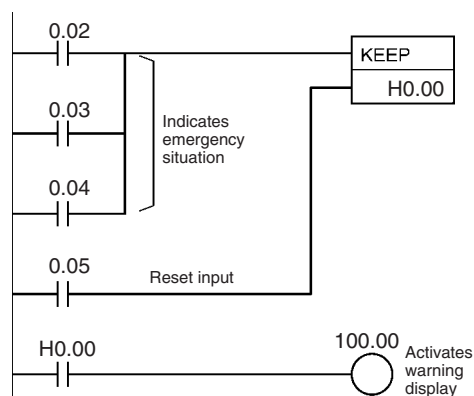 0.02
KEEP
H0.00
0.03
Indicates
emergency
situation
0.04
0.05
Reset input
H0.00
100.00
Activates
warning
display